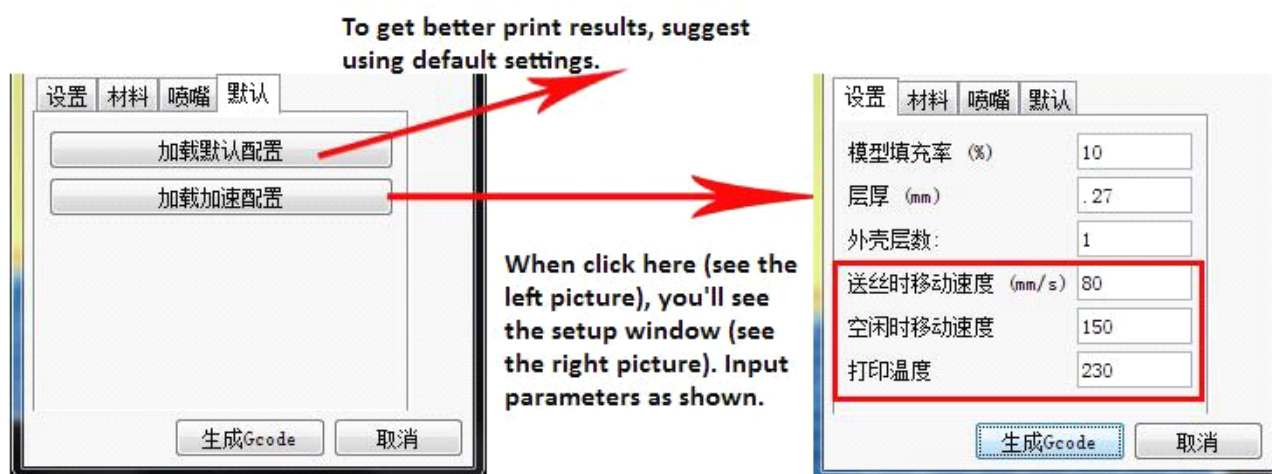 To get better print results, suggest
using default settings.
设置 材料 喷嘴 默认
加载默认配置
加载加速配置
生成Gcode 取消
When click here (see the
left picture), you'll see
the setup window (see
the right picture). Input
parameters as shown.
设置 材料 喷嘴 默认
模型填充率 (%) 10
层厚 (mm) .27
外壳层数: 1
送丝时移动速度 (mm/s) 80
空闲时移动速度 150
打印温度 230
生成Gcode 取消